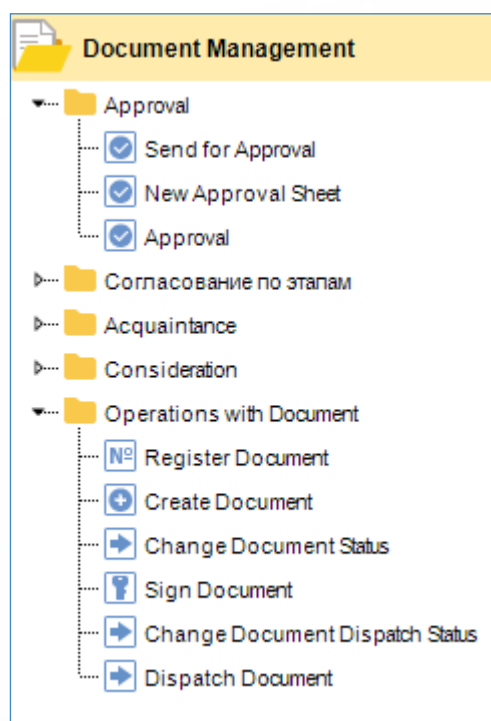 Document Management
Approval
Send for Approval
New Approval Sheet
Approval
Согласование по этапам
Acquaintance
Consideration
Operations with Document
№ Register Document
Create Document
Change Document Status
Sign Document
Change Document Dispatch Status
Dispatch Document